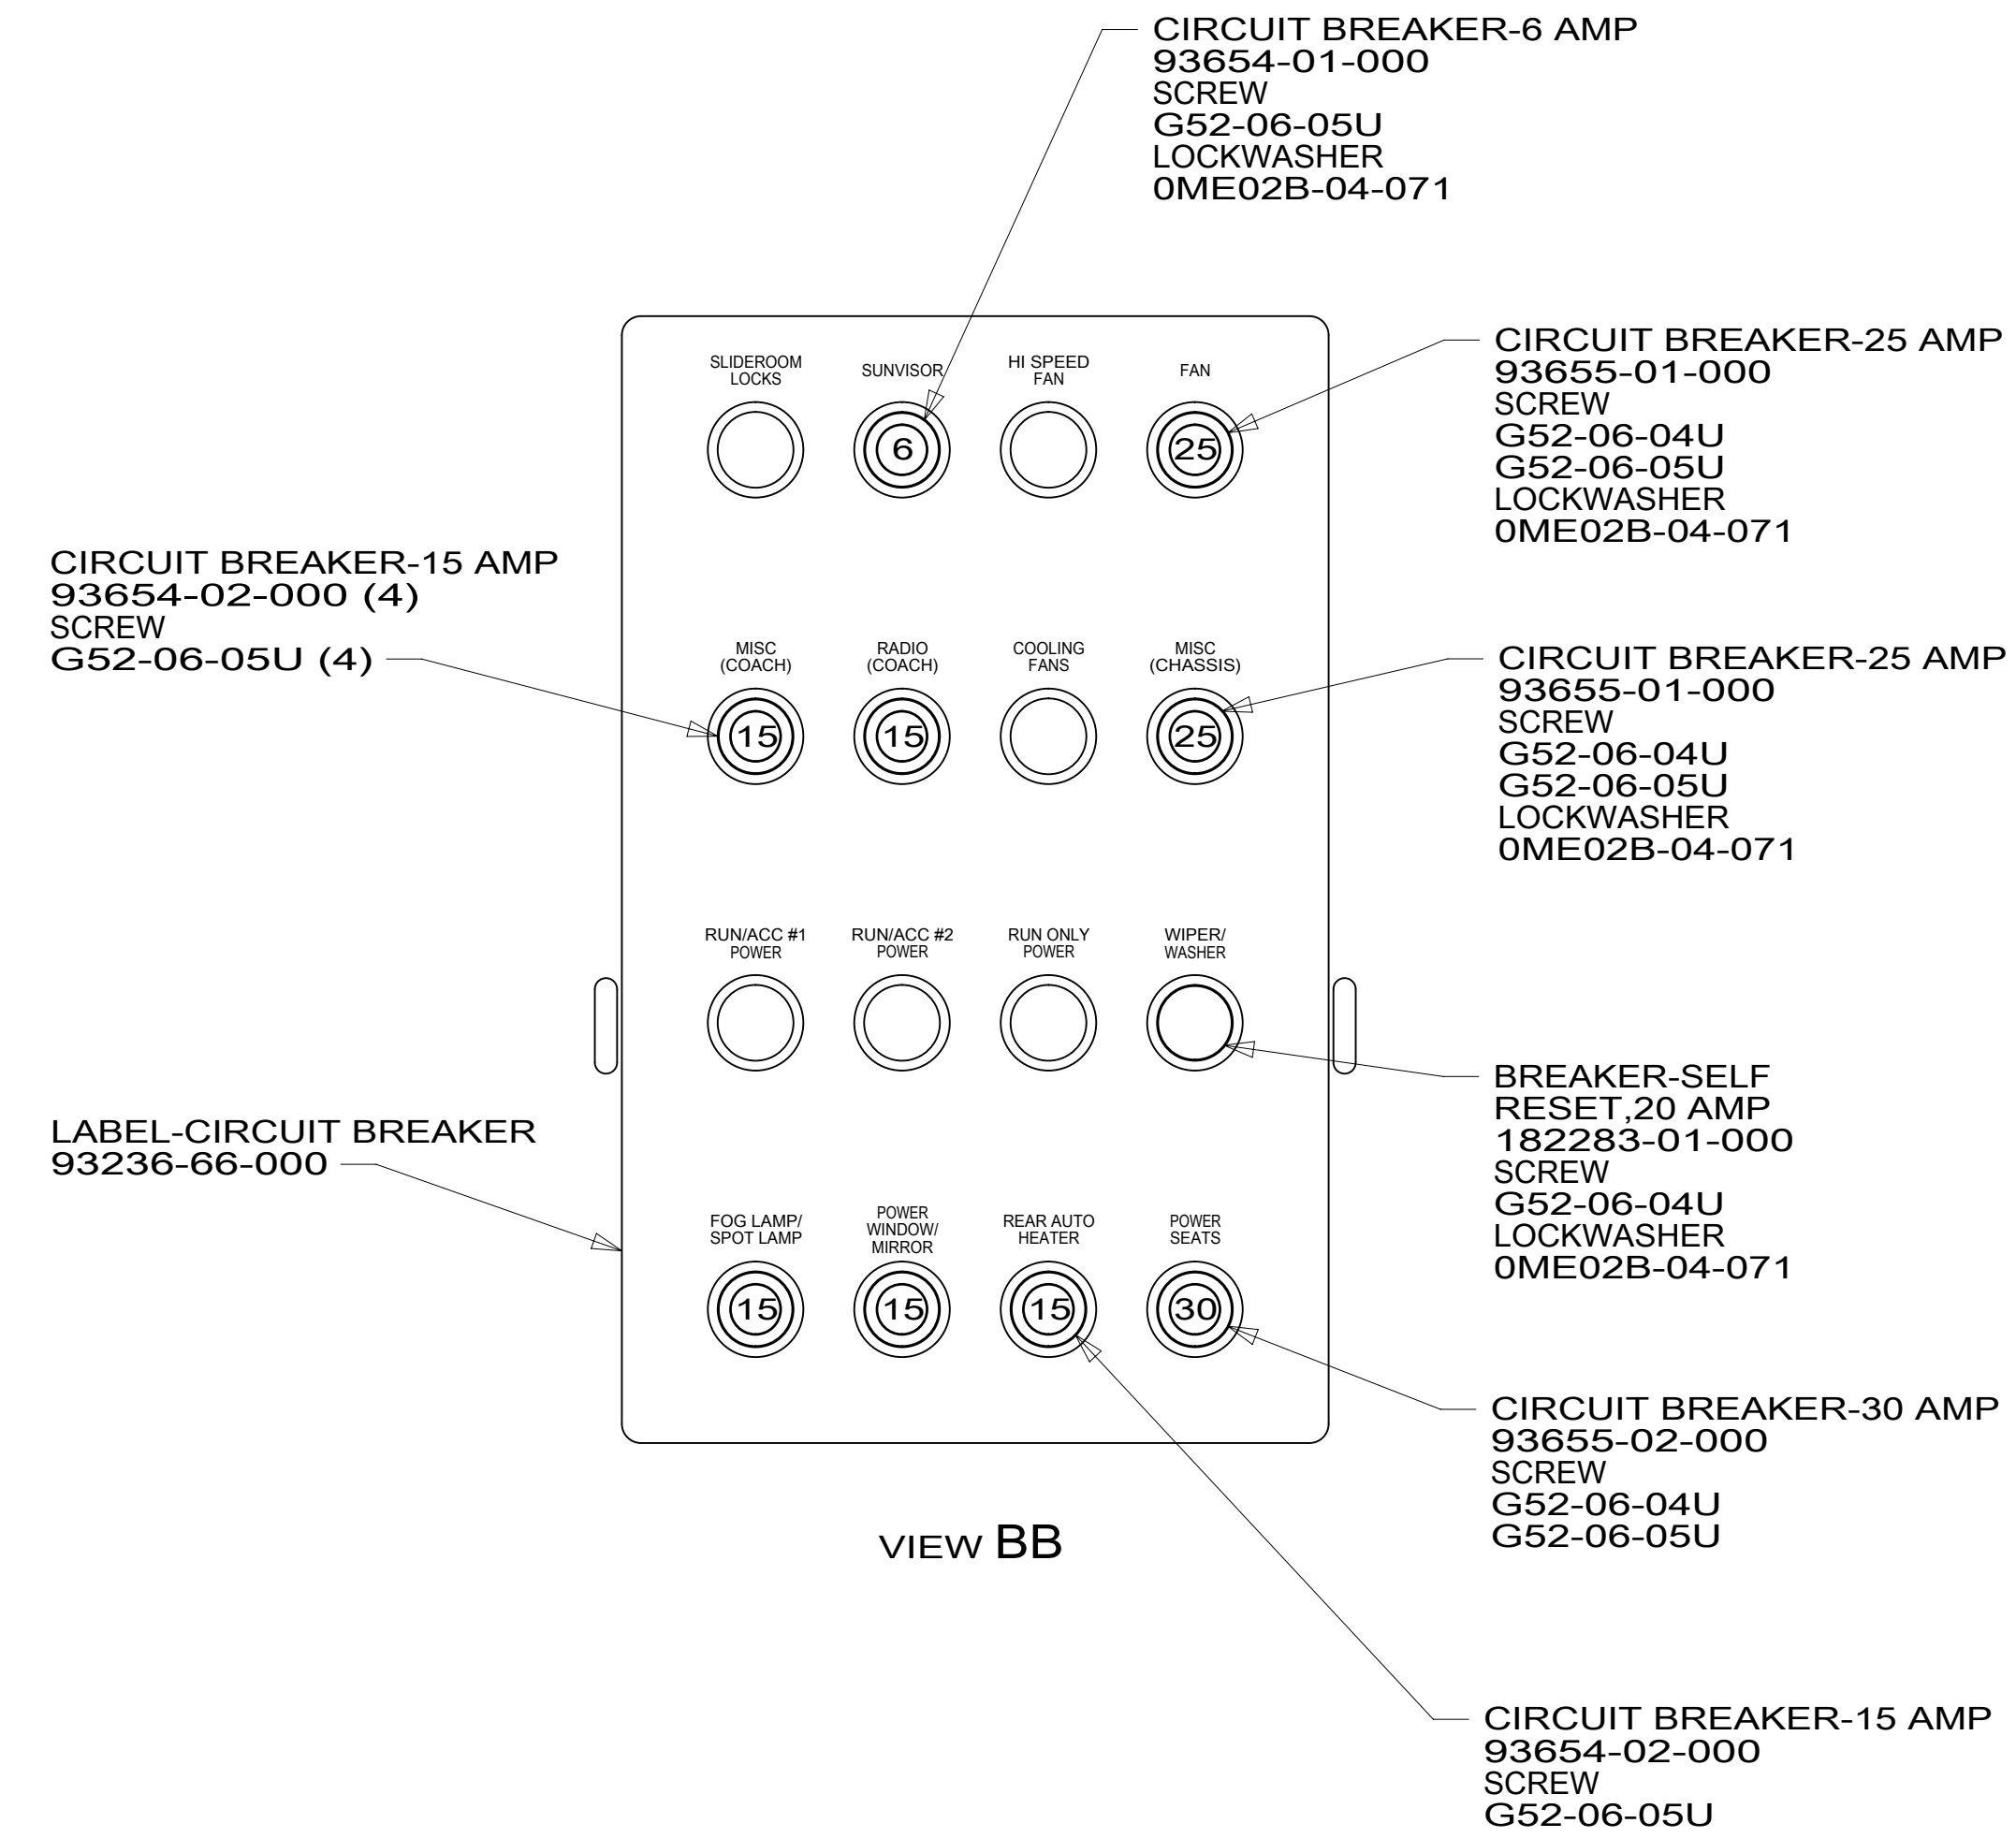 CIRCUIT BREAKER-6 AMP
93654-01-000
SCREW
G52-06-05U
LOCKWASHER
0ME02B-04-071
CIRCUIT BREAKER-25 AMP
93655-01-000
SCREW
G52-06-04U
G52-06-05U
LOCKWASHER
0ME02B-04-071
SLIDEROOM
LOCKS
SUNVISOR
HI SPEED
FAN
FAN
6
25
CIRCUIT BREAKER-15 AMP
93654-02-000 (4)
SCREW
G52-06-05U (4)
MISC
(COACH)
RADIO
(COACH)
COOLING
FANS
MISC
(CHASSIS)
15
15
25
CIRCUIT BREAKER-25 AMP
93655-01-000
SCREW
G52-06-04U
G52-06-05U
LOCKWASHER
0ME02B-04-071
RUN/ACC #1
POWER
RUN/ACC #2
POWER
RUN ONLY
POWER
WIPER/
WASHER
BREAKER-SELF
RESET,20 AMP
182283-01-000
SCREW
G52-06-04U
LOCKWASHER
0ME02B-04-071
LABEL-CIRCUIT BREAKER
93236-66-000
FOG LAMP/
SPOT LAMP
POWER
WINDOW/
MIRROR
REAR AUTO
HEATER
POWER
SEATS
15
15
15
30
CIRCUIT BREAKER-30 AMP
93655-02-000
SCREW
G52-06-04U
G52-06-05U
VIEW BB
CIRCUIT BREAKER-15 AMP
93654-02-000
SCREW
G52-06-05U